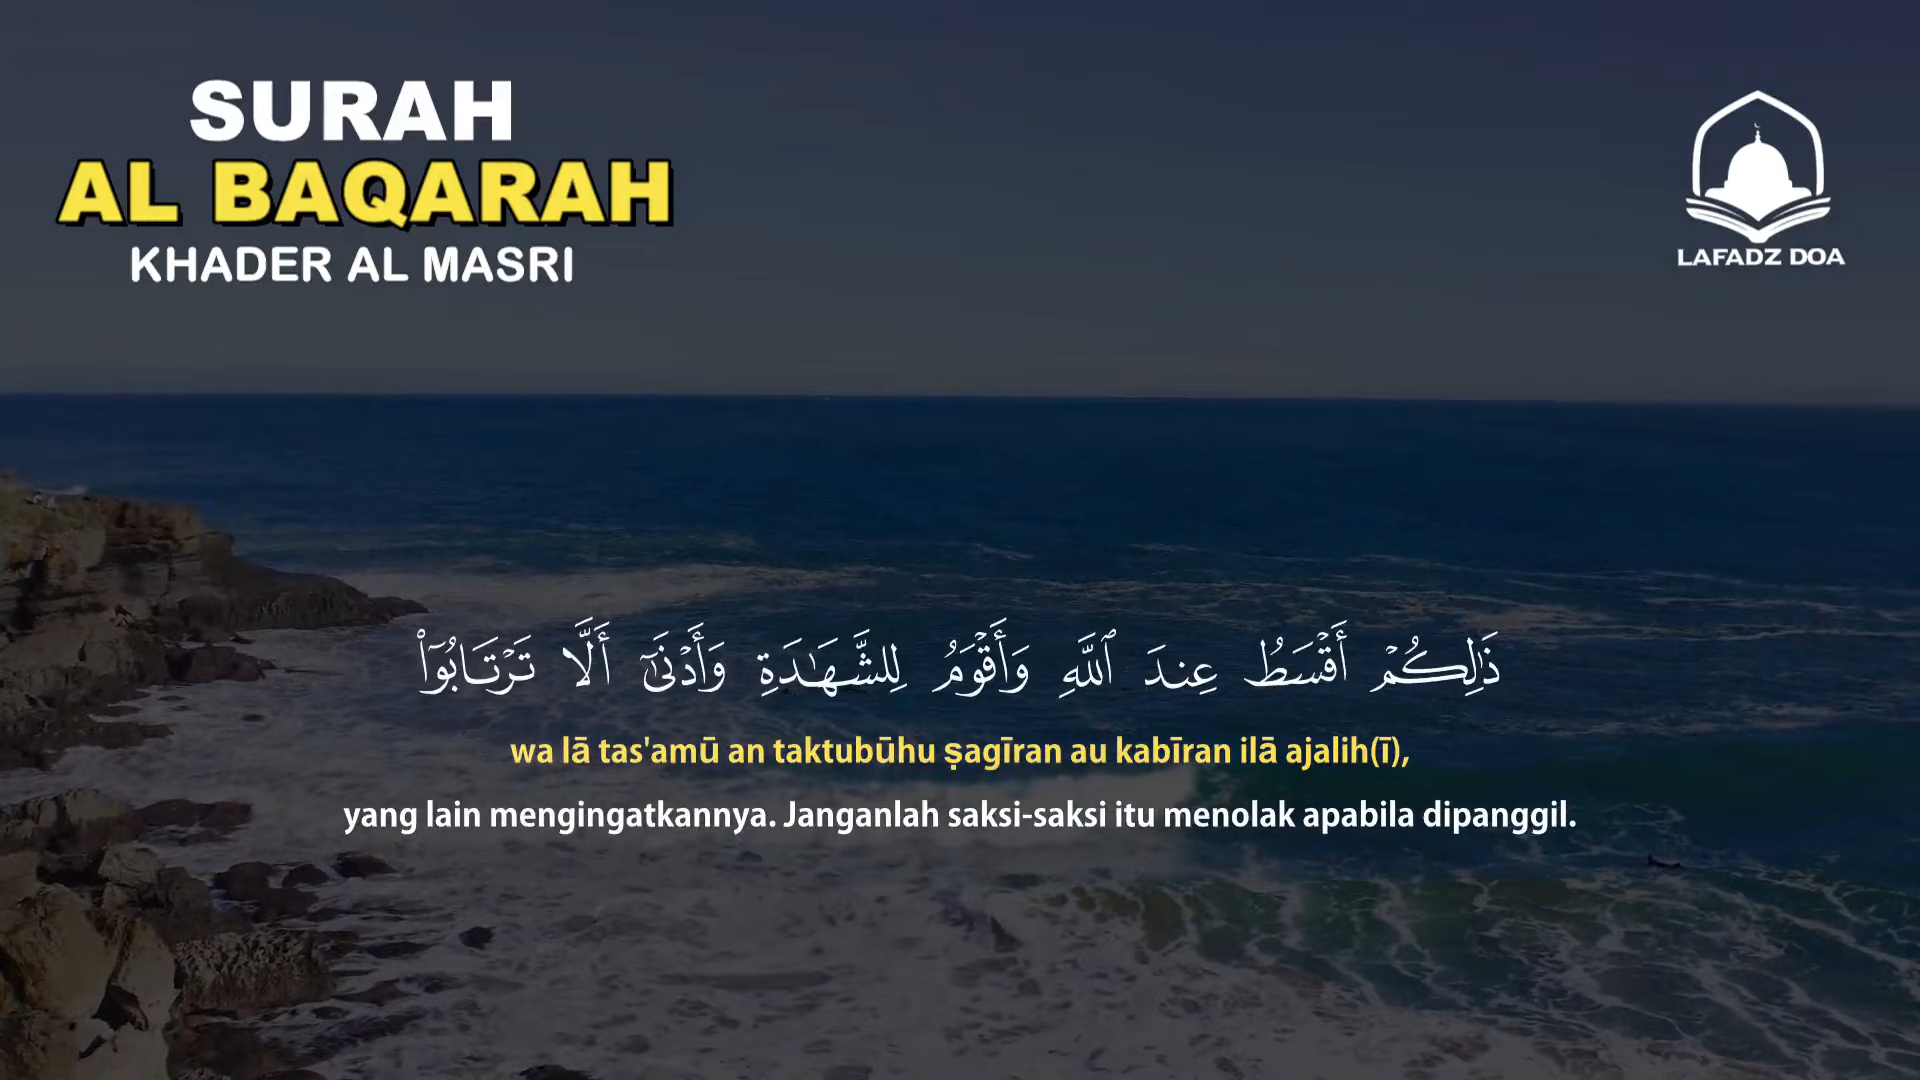 SURAH
AL BAQARAH
KHADER AL MASRI
LAFADZ DOA
ذَٰلِكُمۡ أَقۡسَطُ عِندَ ٱللَّهِ وَأَقۡوَمُ لِلشَّهَٰدَةِ وَأَدۡنَىٰٓ أَلَّا تَرۡتَابُوٓاْ
wa lā tas'amū an taktubūhu ṣagīran au kabīran ilā ajalih(ī),
yang lain mengingatkannya. Janganlah saksi-saksi itu menolak apabila dipanggil.